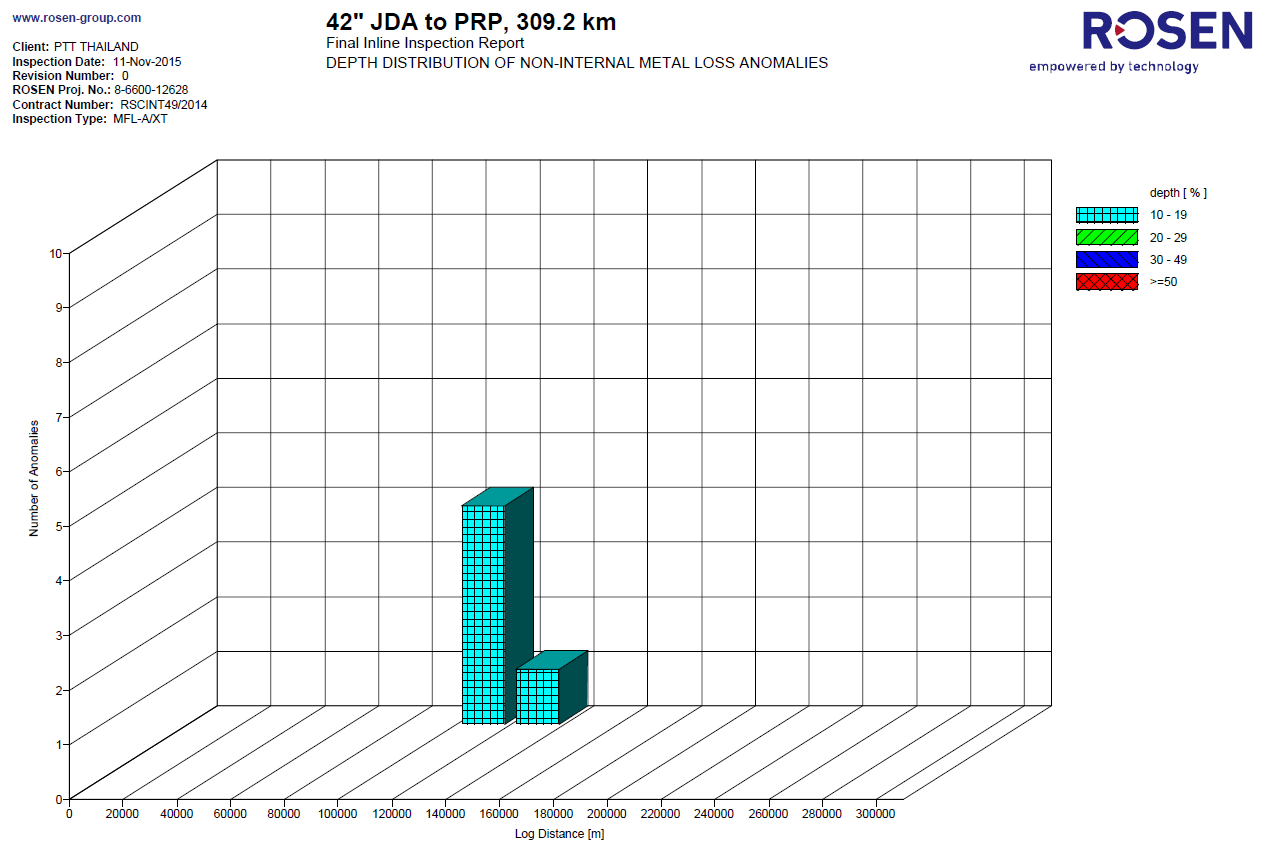 www.rosen-group.com
Client: PTT THAILAND
Inspection Date: 11-Nov-2015
Revision Number: 0
ROSEN Proj. No.: 8-6600-12628
Contract Number: RSCINT49/2014
Inspection Type: MFL-A/XT
42" JDA to PRP, 309.2 km
Final Inline Inspection Report
DEPTH DISTRIBUTION OF NON-INTERNAL METAL LOSS ANOMALIES
ROSEN
empowered by technology
depth [ % ]
10 - 19
20 - 29
30 - 49
>=50
Number of Anomalies
10
9
8
7
6
5
4
3
2
1
0
0 20000 40000 60000 80000 100000 120000 140000 160000 180000 200000 220000 240000 260000 280000 300000
Log Distance [m]